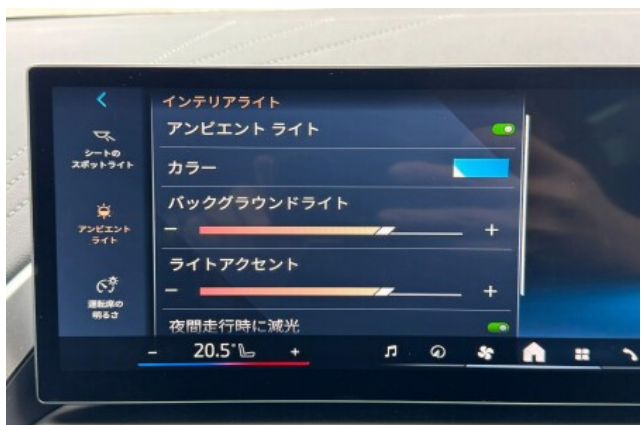 インテリアライト
アンビエント ライト
シートの
スポットライト
カラー
バックグラウンドライト
− +
アンビエント
ライト
ライトアクセント
− +
運転席の
明るさ
夜間走行時に減光
− 20.5° +